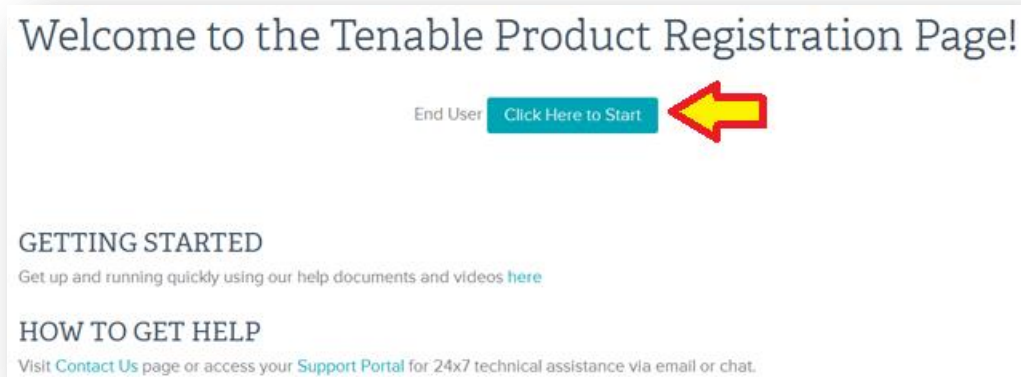 Welcome to the Tenable Product Registration Page!
End User Click Here to Start
GETTING STARTED
Get up and running quickly using our help documents and videos here
HOW TO GET HELP
Visit Contact Us page or access your Support Portal for 24x7 technical assistance via email or chat.